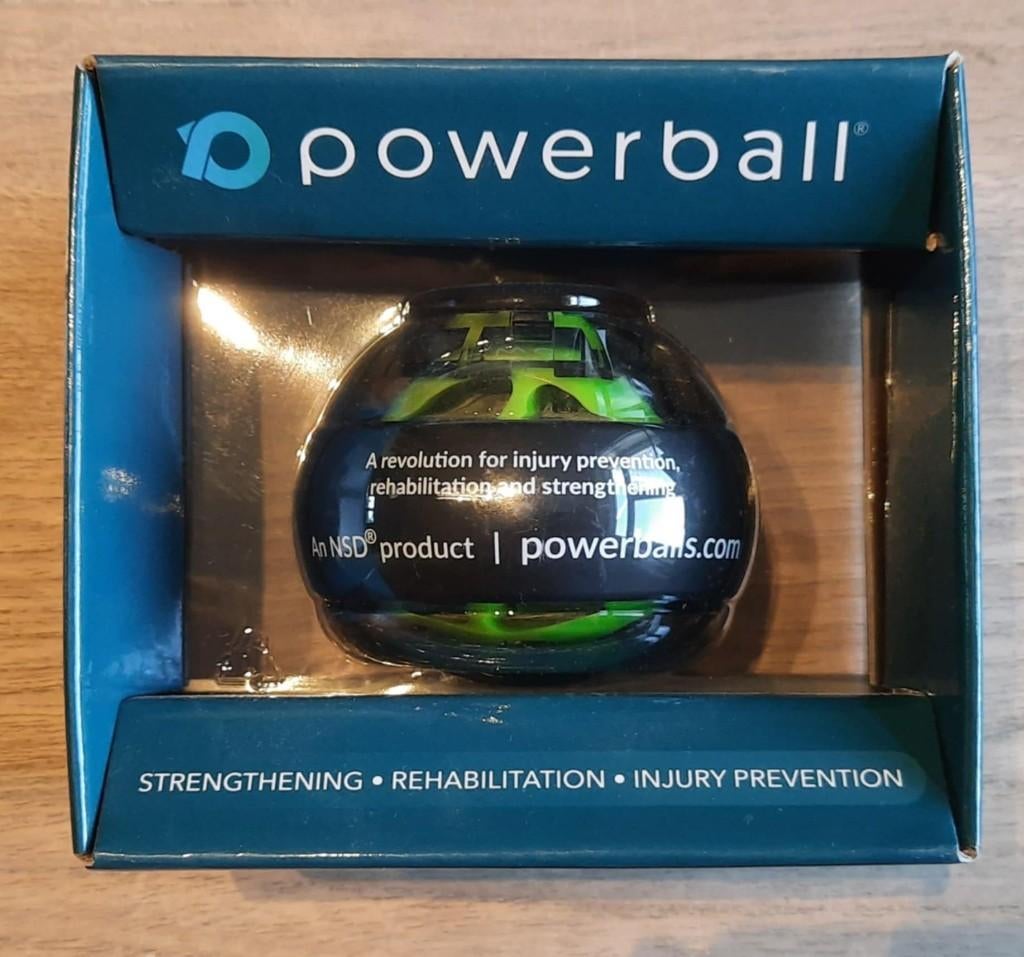 powerball®
A revolution for injury prevention,
rehabilitation and strengthening
An NSD® product | powerballs.com
STRENGTHENING • REHABILITATION • INJURY PREVENTION